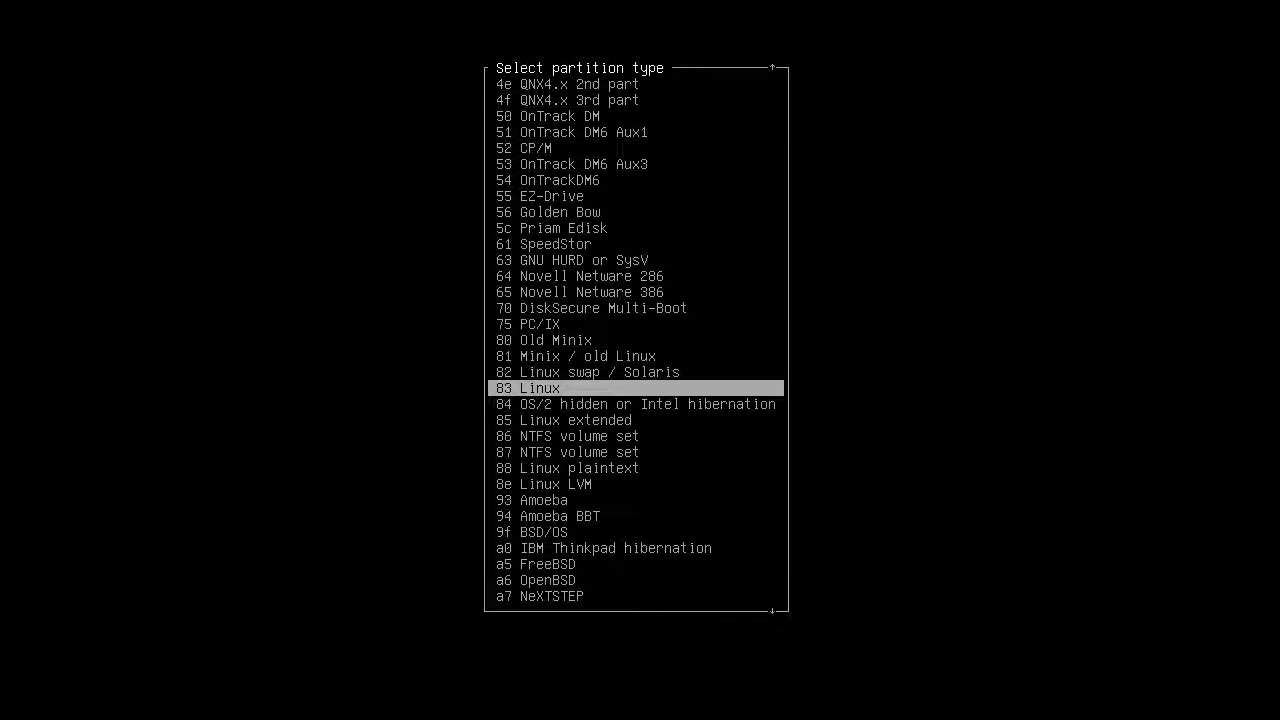 Select partition type
4e QNX4.x 2nd part
4f QNX4.x 3rd part
50 OnTrack DM
51 OnTrack DM6 Aux1
52 CP/M
53 OnTrack DM6 Aux3
54 OnTrackDM6
55 EZ-Drive
56 Golden Bow
5c Priam Edisk
61 SpeedStor
63 GNU HURD or SysV
64 Novell Netware 286
65 Novell Netware 386
70 DiskSecure Multi-Boot
75 PC/IX
80 Old Minix
81 Minix / old Linux
82 Linux swap / Solaris
83 Linux
84 OS/2 hidden or Intel hibernation
85 Linux extended
86 NTFS volume set
87 NTFS volume set
88 Linux plaintext
8e Linux LVM
93 Amoeba
94 Amoeba BBT
9f BSD/OS
a0 IBM Thinkpad hibernation
a5 FreeBSD
a6 OpenBSD
a7 NeXTSTEP